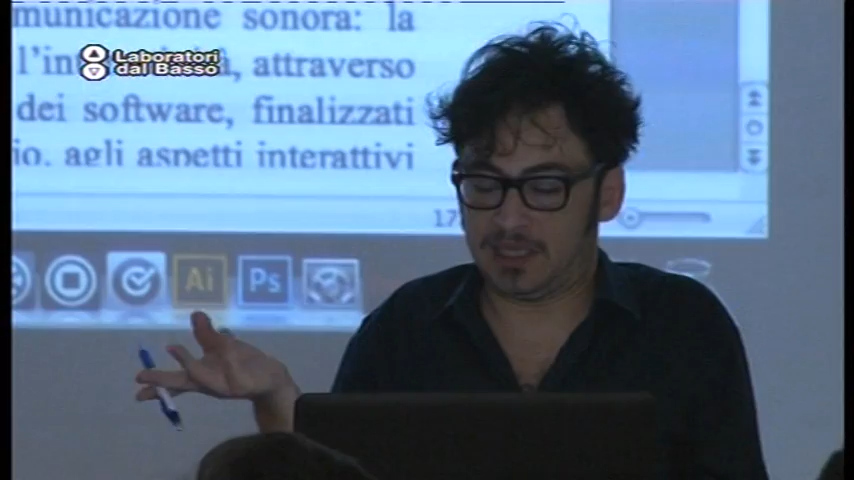 municazione sonora: la
l'in
attraverso
dei software, finalizzati
io, agli aspetti interattivi
Laboratori
dal Basso
17
Ai Ps